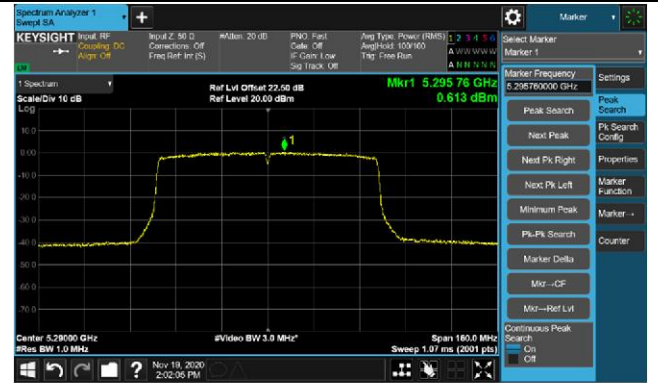 Spectrum Analyzer 1
Swept SA
+
Marker
KEYSIGHT
Input: RF
Coupling: DC
Align: Off
Input Z: 50 Ω
Corrections: Off
Freq Ref: Int (S)
#Atten: 20 dB
PNO: Fast
Gate: Off
IF Gain: Low
Sig Track: Off
Avg Type: Power (RMS)
Avg|Hold: 100/100
Trig: Free Run
1 2 3 4 5 6
A W W W W W
A N N N N N
Select Marker
Marker 1
1 Spectrum
Scale/Div 10 dB
Log
Ref Lvl Offset 22.50 dB
Ref Level 20.00 dBm
Mkr1 5.295 76 GHz
0.613 dBm
Marker Frequency
5.295760000 GHz
Settings
Peak Search
Peak
Search
Next Peak
Pk Search
Config
Next Pk Right
Properties
Next Pk Left
Marker
Function
Minimum Peak
Marker→
Pk-Pk Search
Counter
Marker Delta
Mkr→CF
Mkr→Ref Lvl
Continuous Peak
Search
On
Off
10.0
0.00
-10.0
-20.0
-30.0
-40.0
-50.0
-60.0
-70.0
1
Center 5.29000 GHz
#Res BW 1.0 MHz
#Video BW 3.0 MHz*
Span 160.0 MHz
Sweep 1.07 ms (2001 pts)
?
Nov 19, 2020
2:02:05 PM